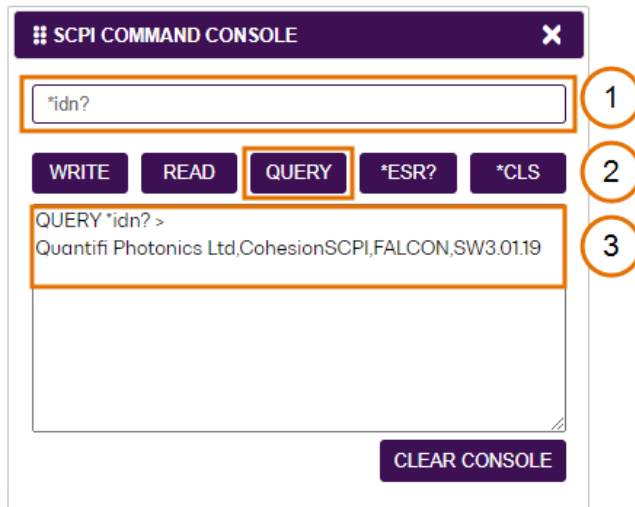 SCPI COMMAND CONSOLE
*idn?
1
WRITE READ QUERY *ESR? *CLS
2
QUERY *idn? >
Quantifi Photonics Ltd,CohesionSCPI,FALCON,SW3.01.19
3
CLEAR CONSOLE